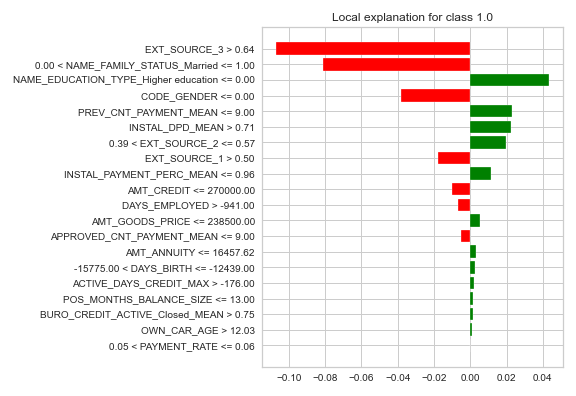 Local explanation for class 1.0
EXT_SOURCE_3 > 0.64
0.00 < NAME_FAMILY_STATUS_Married <= 1.00
NAME_EDUCATION_TYPE_Higher education <= 0.00
CODE_GENDER <= 0.00
PREV_CNT_PAYMENT_MEAN <= 9.00
INSTAL_DPD_MEAN > 0.71
0.39 < EXT_SOURCE_2 <= 0.57
EXT_SOURCE_1 > 0.50
INSTAL_PAYMENT_PERC_MEAN <= 0.96
AMT_CREDIT <= 270000.00
DAYS_EMPLOYED > -941.00
AMT_GOODS_PRICE <= 238500.00
APPROVED_CNT_PAYMENT_MEAN <= 9.00
AMT_ANNUITY <= 16457.62
-15775.00 < DAYS_BIRTH <= -12439.00
ACTIVE_DAYS_CREDIT_MAX > -176.00
POS_MONTHS_BALANCE_SIZE <= 13.00
BURO_CREDIT_ACTIVE_Closed_MEAN > 0.75
OWN_CAR_AGE > 12.03
0.05 < PAYMENT_RATE <= 0.06
−0.10 −0.08 −0.06 −0.04 −0.02 0.00 0.02 0.04